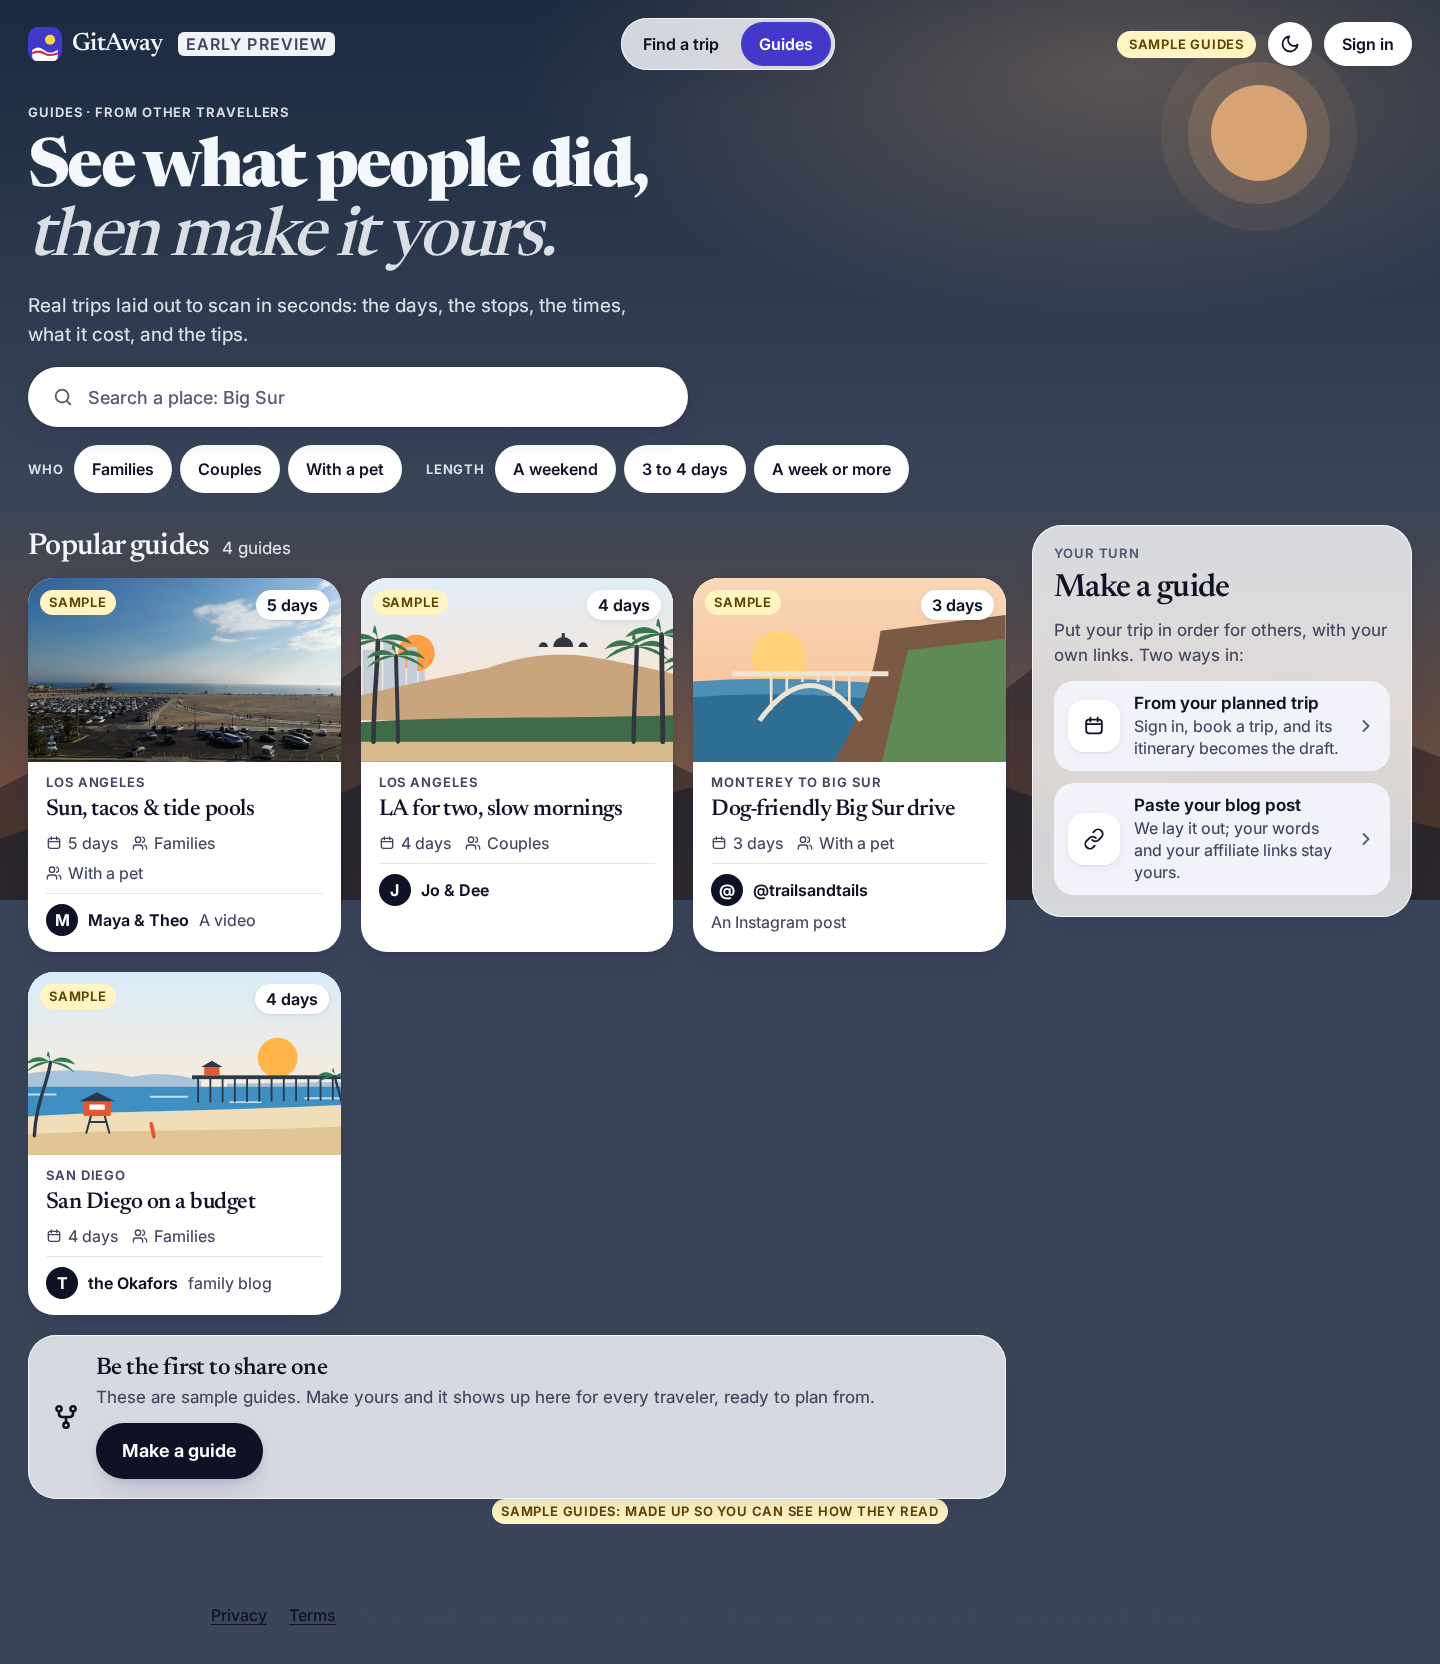 GitAway
EARLY PREVIEW
Find a trip
Guides
SAMPLE GUIDES
Sign in
GUIDES · FROM OTHER TRAVELLERS
See what people did,
then make it yours.
Real trips laid out to scan in seconds: the days, the stops, the times,
what it cost, and the tips.
Search a place: Big Sur
WHO
Families
Couples
With a pet
LENGTH
A weekend
3 to 4 days
A week or more
Popular guides
4 guides
SAMPLE
5 days
LOS ANGELES
Sun, tacos & tide pools
5 days
Families
With a pet
M
Maya & Theo
A video
SAMPLE
4 days
LOS ANGELES
LA for two, slow mornings
4 days
Couples
J
Jo & Dee
SAMPLE
3 days
MONTEREY TO BIG SUR
Dog-friendly Big Sur drive
3 days
With a pet
@
@trailsandtails
An Instagram post
YOUR TURN
Make a guide
Put your trip in order for others, with your
own links. Two ways in:
From your planned trip
Sign in, book a trip, and its
itinerary becomes the draft.
Paste your blog post
We lay it out; your words
and your affiliate links stay
yours.
SAMPLE
4 days
SAN DIEGO
San Diego on a budget
4 days
Families
T
the Okafors
family blog
Be the first to share one
These are sample guides. Make yours and it shows up here for every traveler, ready to plan from.
Make a guide
SAMPLE GUIDES: MADE UP SO YOU CAN SEE HOW THEY READ
Privacy
Terms